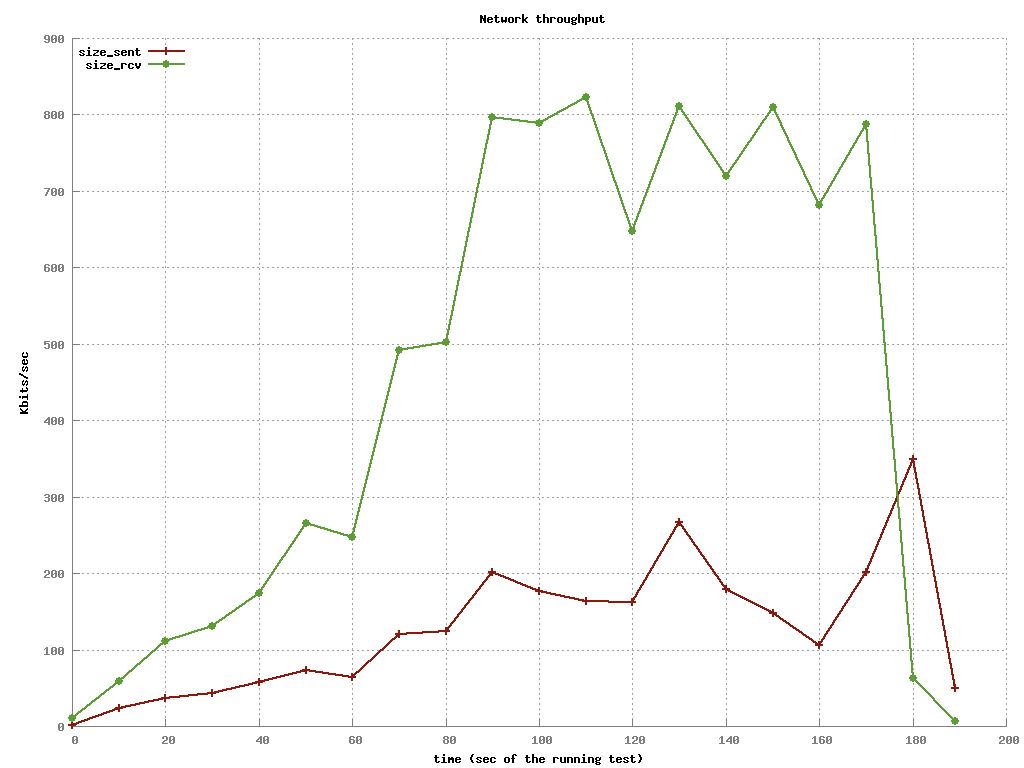 Network throughput
900
size_sent
size_rcv
800
700
600
500
400
300
200
100
0
Kbits/sec
0 20 40 60 80 100 120 140 160 180 200
time (sec of the running test)